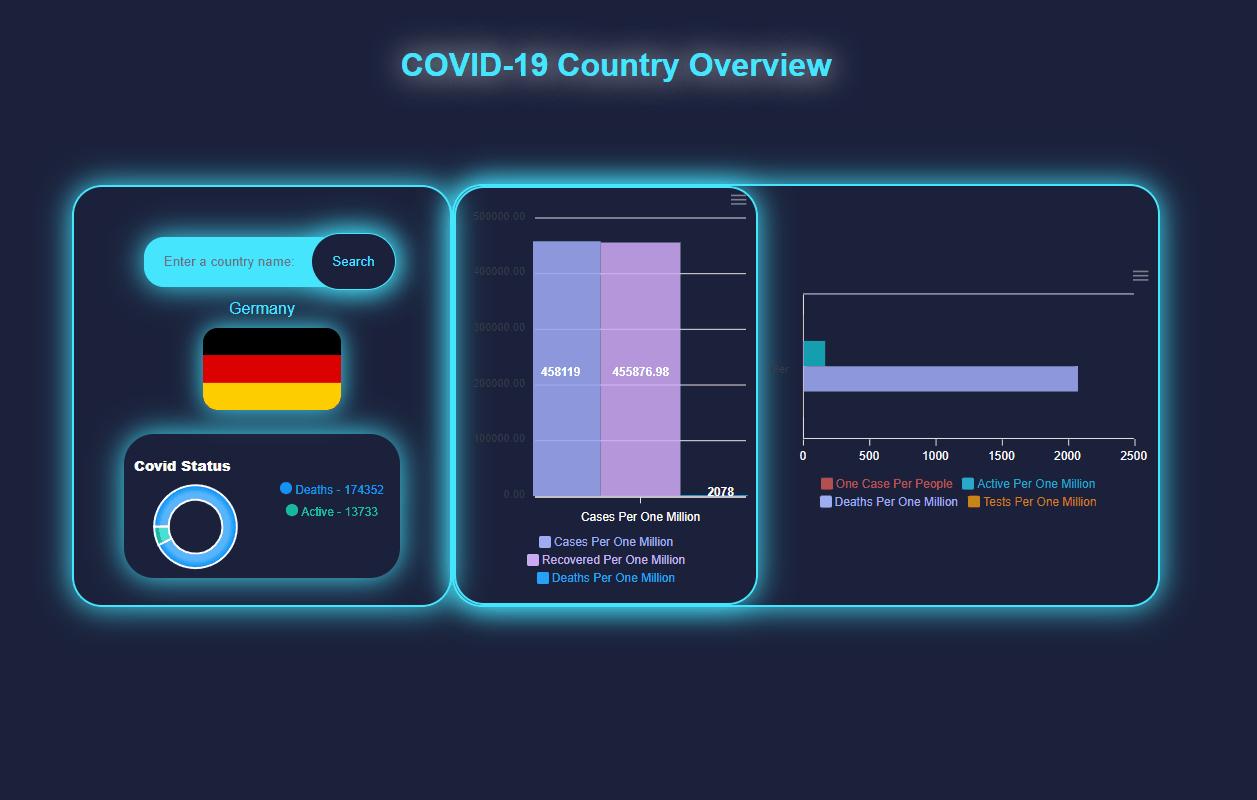 COVID-19 Country Overview
Enter a country name:
Search
Germany
Covid Status
Deaths - 174352
Active - 13733
500000.00
400000.00
300000.00
200000.00
100000.00
0.00
458119
455876.98
2078
Cases Per One Million
Cases Per One Million
Recovered Per One Million
Deaths Per One Million
Per
0 500 1000 1500 2000 2500
One Case Per People Active Per One Million
Deaths Per One Million Tests Per One Million